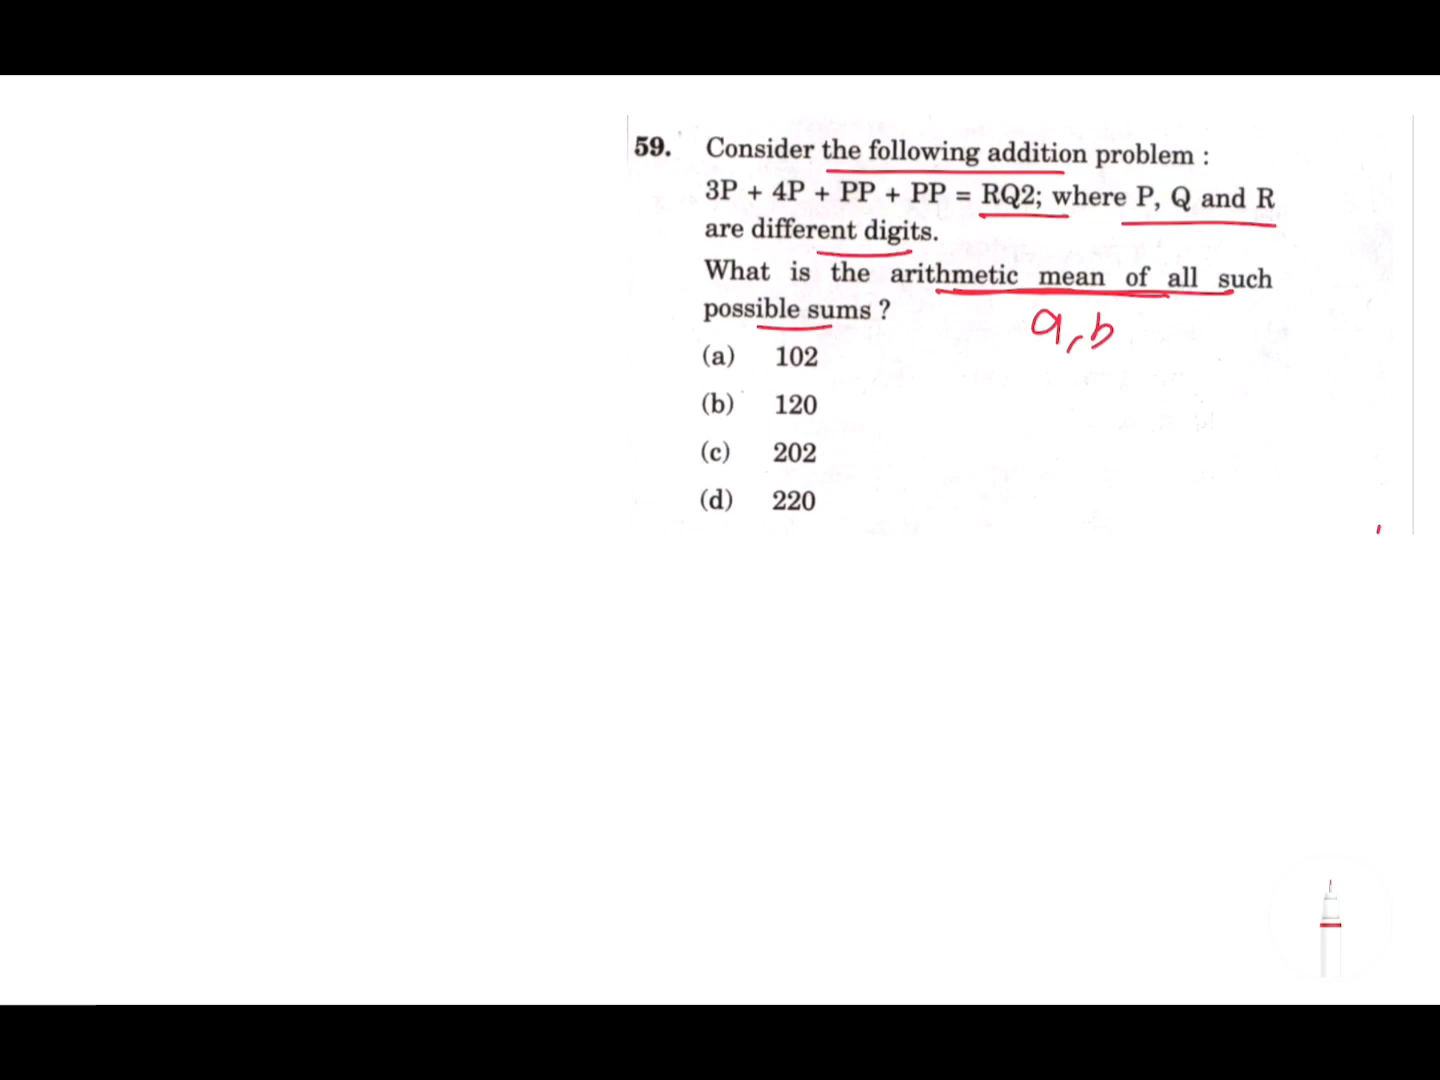 59. Consider the following addition problem :
3P + 4P + PP + PP = RQ2; where P, Q and R
are different digits.
What is the arithmetic mean of all such
possible sums ?
a, b
(a) 102
(b) 120
(c) 202
(d) 220